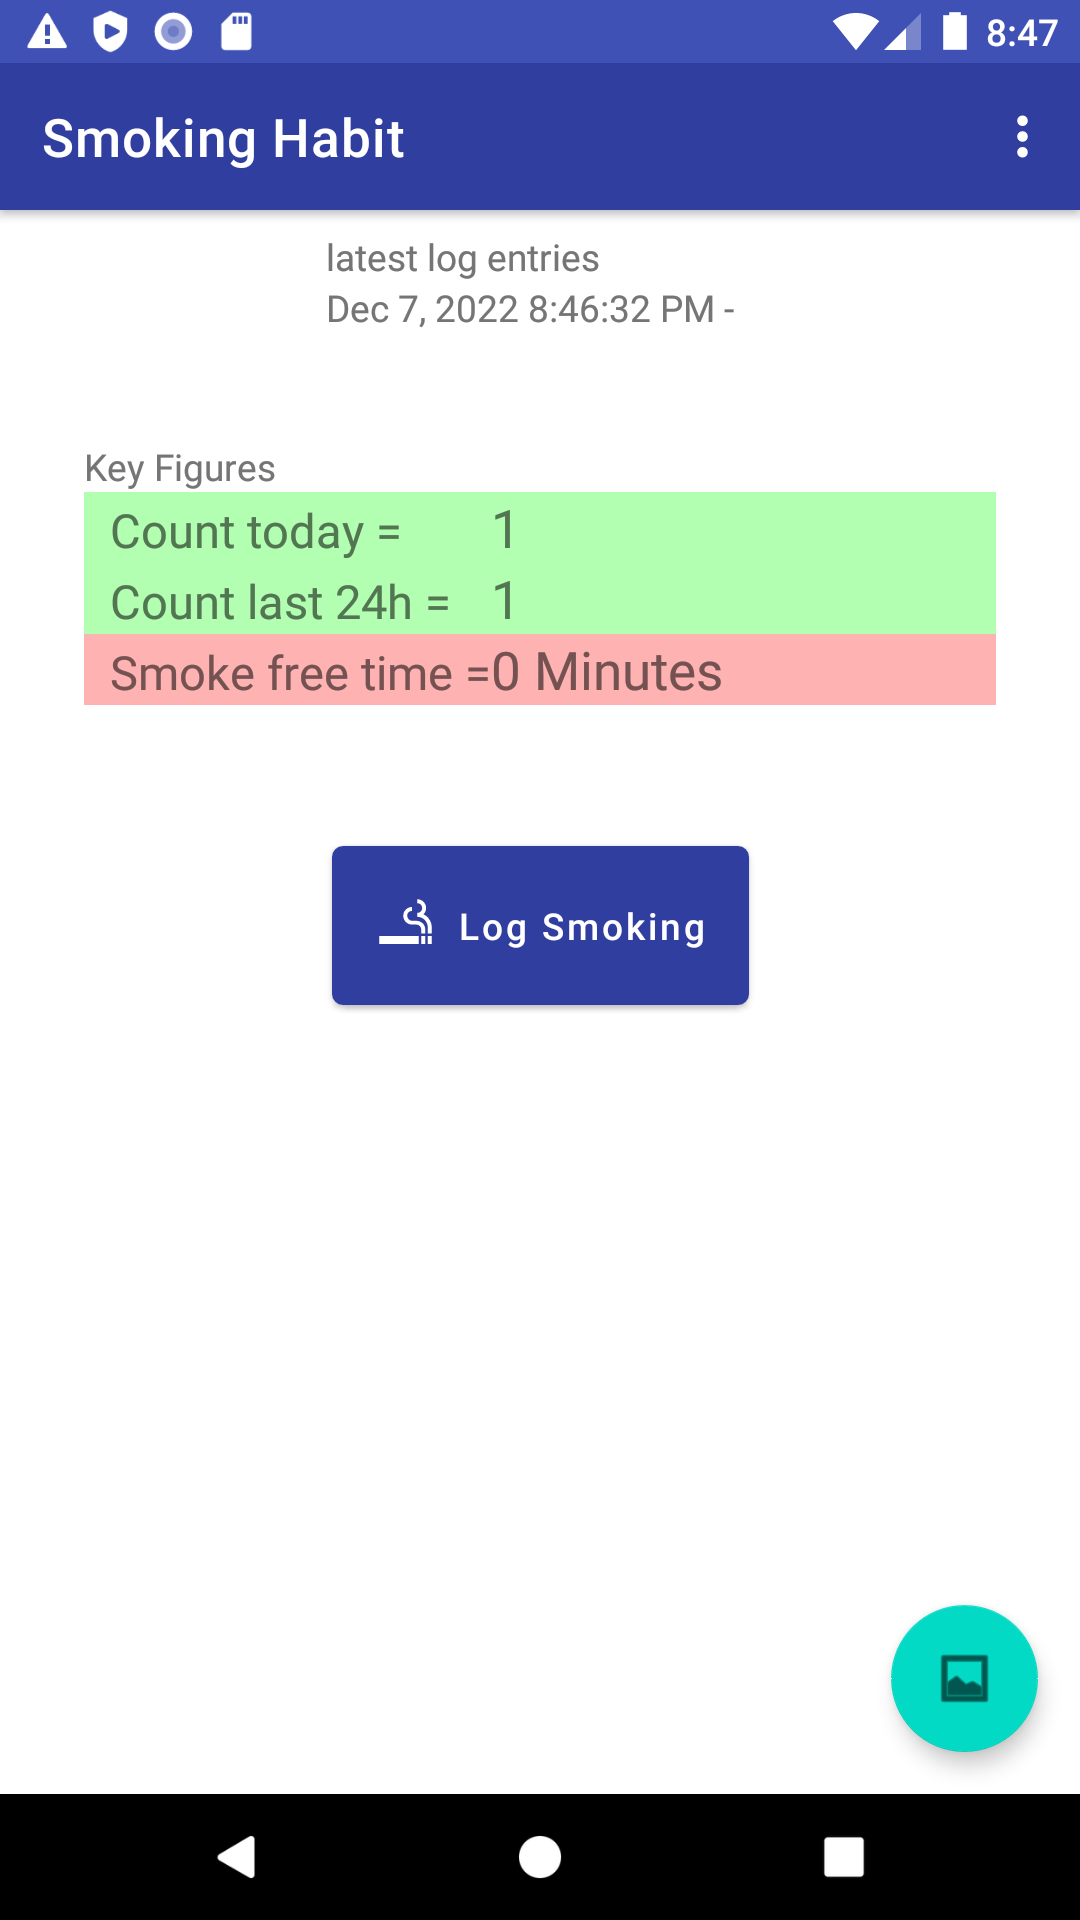 8:47
Smoking Habit
latest log entries
Dec 7, 2022 8:46:32 PM -
Key Figures
Count today = 1
Count last 24h = 1
Smoke free time =0 Minutes
Log Smoking